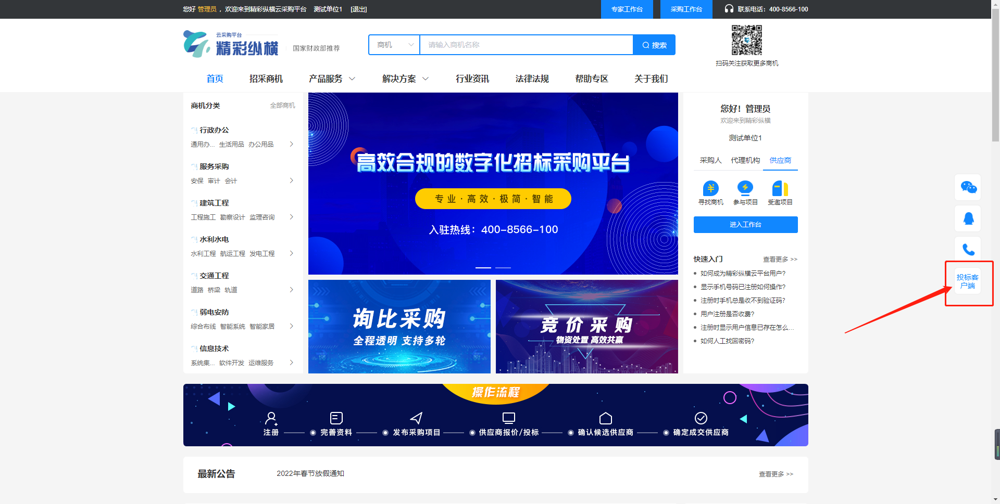 您好 管理员 ，欢迎来到精彩纵横云采购平台 测试单位1 [退出]
专家工作台
采购工作台
联系电话：400-8566-100
云采购平台
精彩纵横
国家财政部推荐
商机
请输入商机名称
搜索
扫码关注获取更多商机
首页
招采商机
产品服务
解决方案
行业资讯
法律法规
帮助专区
关于我们
商机分类
全部商机
行政办公
通用办... 生活用品 办公用品
服务采购
安保 审计 会计
建筑工程
工程施工 勘察设计 监理咨询
水利水电
水利工程 航运工程 发电工程
交通工程
道路 桥梁 轨道
弱电安防
综合布线 智能系统 智能家居
信息技术
系统集... 软件开发 运维服务
高效合规的数字化招标采购平台
专业·高效·极简·智能
入驻热线：400-8566-100
询比采购
全程透明 支持多轮
竞价采购
物资处置 高效共赢
您好！管理员
欢迎来到精彩纵横
测试单位1
采购人
代理机构
供应商
寻找商机
参与项目
受邀项目
进入工作台
快速入门
查看更多 >>
如何成为精彩纵横云平台用户?
显示手机号码已注册如何操作?
注册时手机总是收不到验证码?
用户注册是否收费?
注册时显示用户信息已存在怎么...
如何人工找回密码?
投标客
户端
操作流程
注册
完善资料
发布采购项目
供应商报价/投标
确认候选供应商
确定成交供应商
最新公告
2022年春节放假通知
查看更多 >>